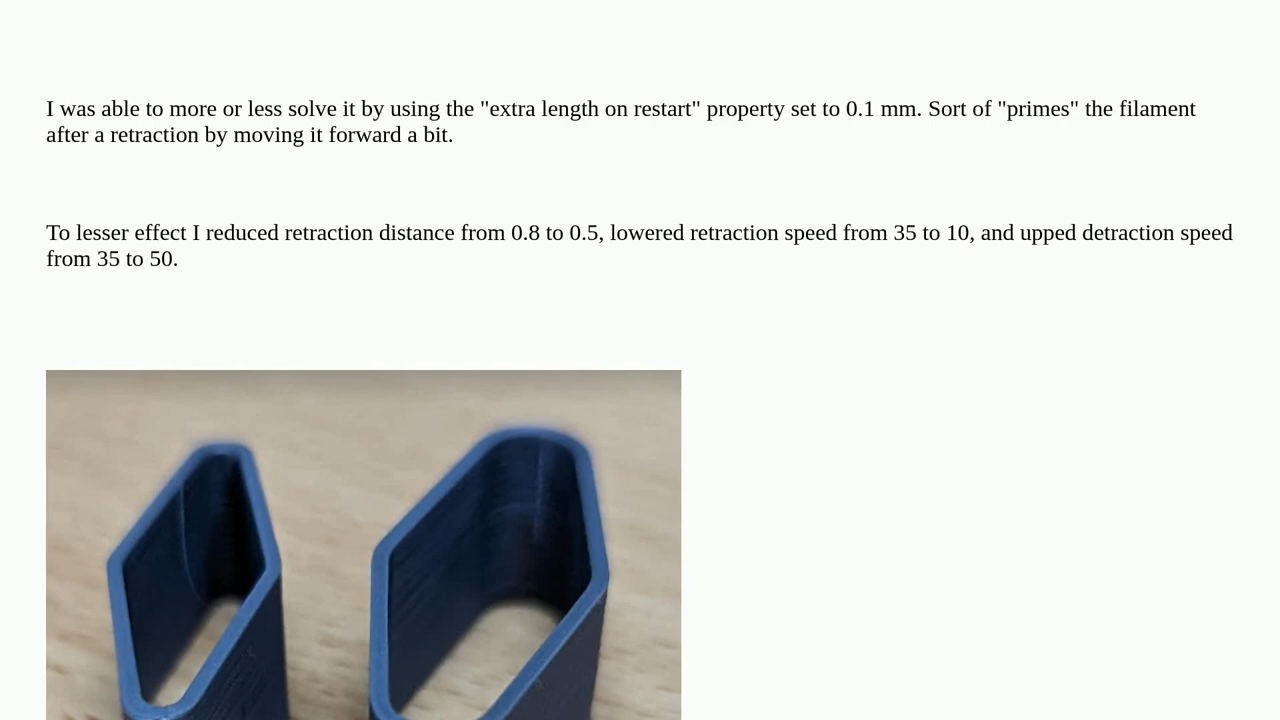 I was able to more or less solve it by using the "extra length on restart" property set to 0.1 mm. Sort of "primes" the filament
after a retraction by moving it forward a bit.
To lesser effect I reduced retraction distance from 0.8 to 0.5, lowered retraction speed from 35 to 10, and upped detraction speed
from 35 to 50.